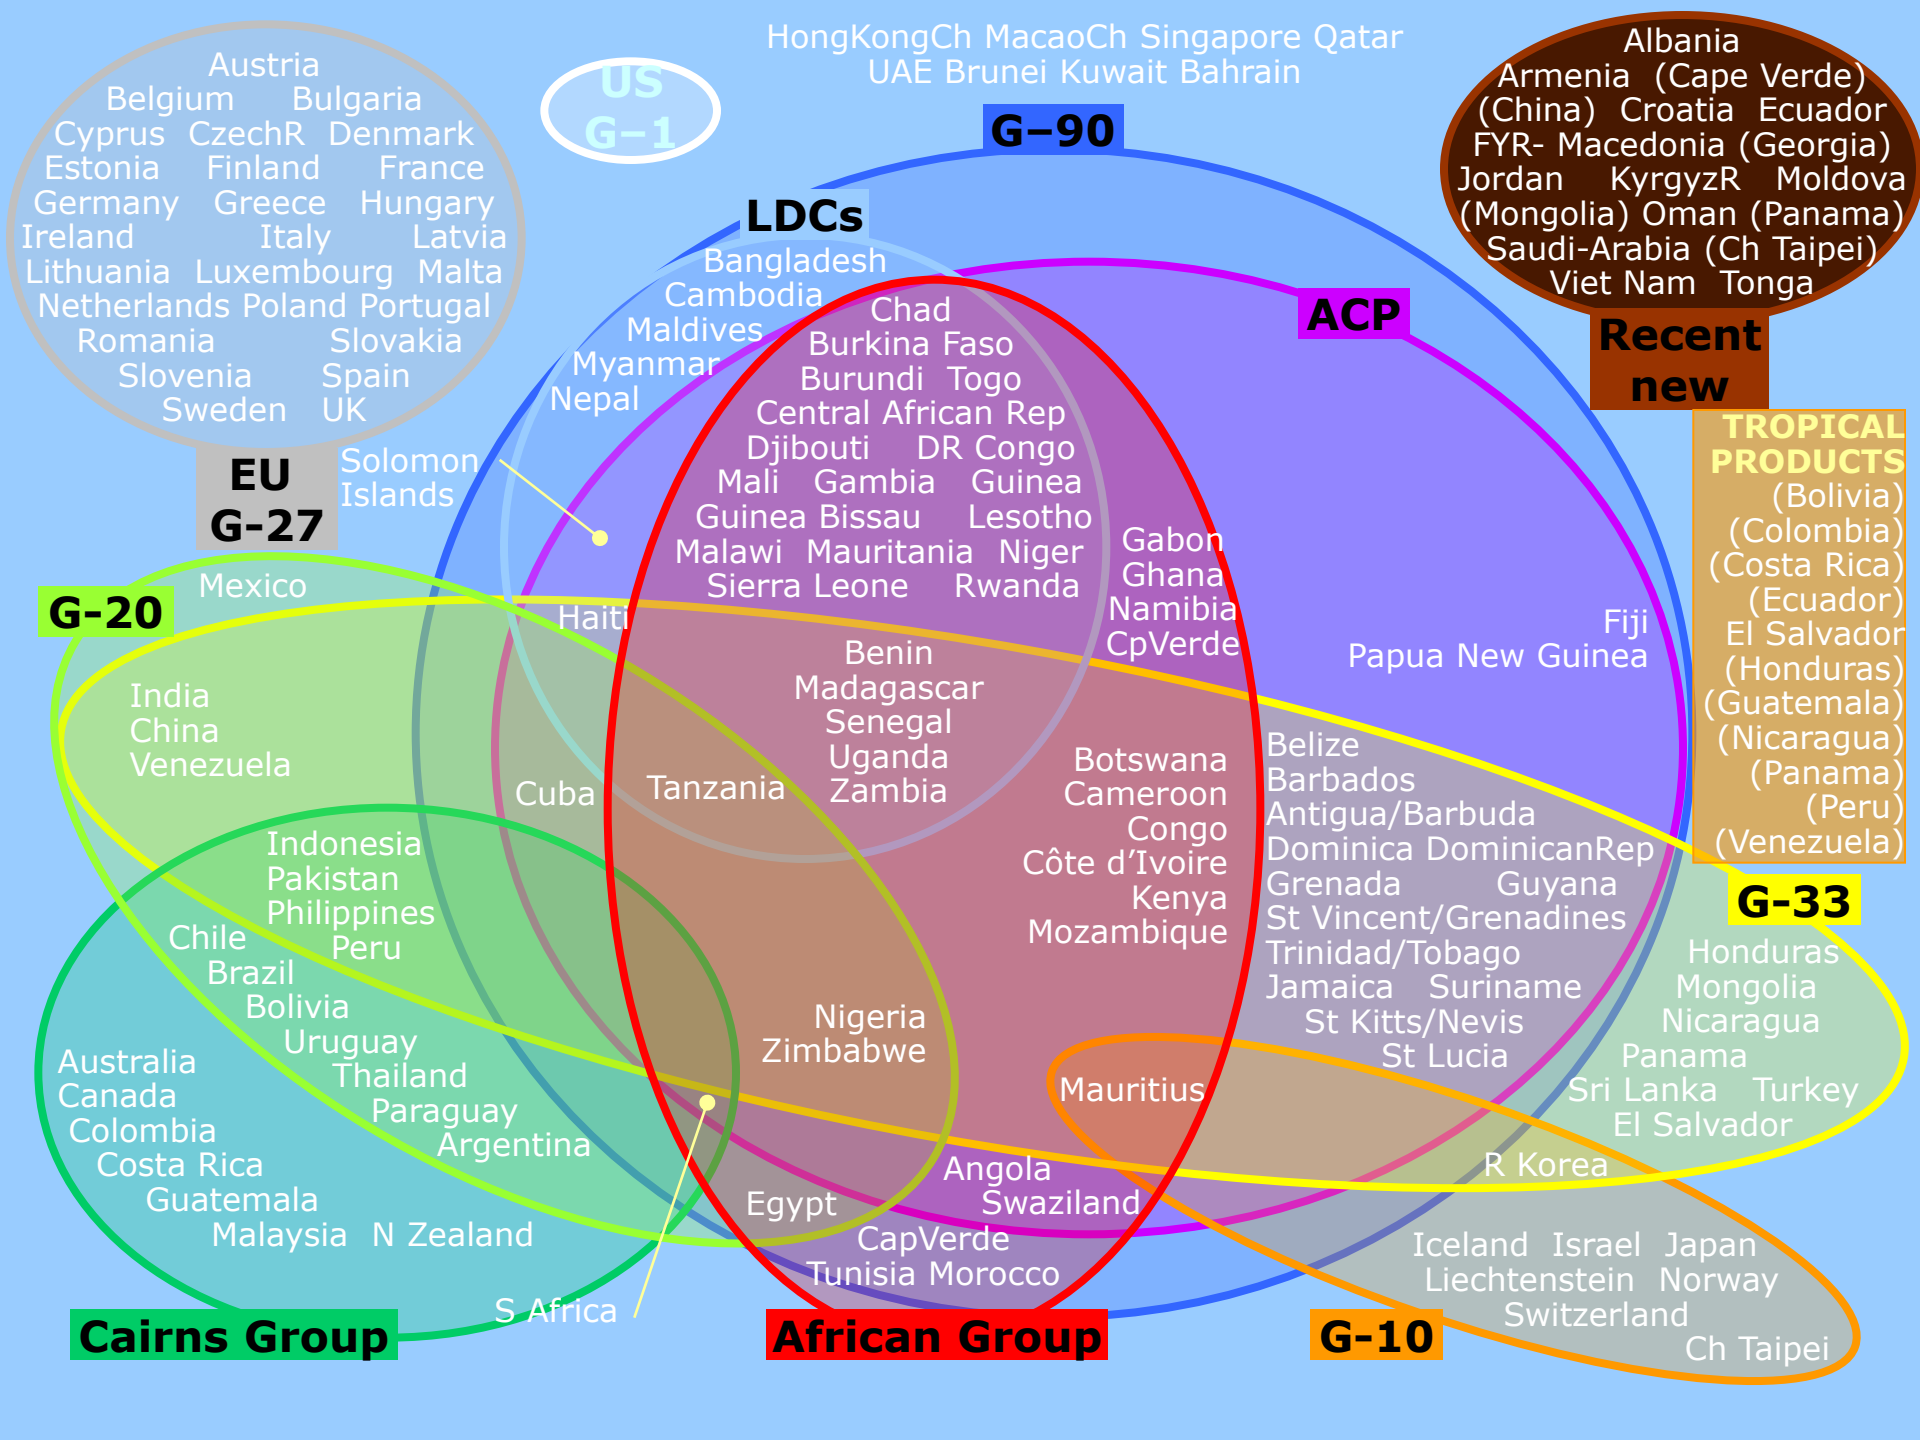 HongKongCh MacaoCh Singapore Qatar
UAE Brunei Kuwait Bahrain
Austria
Belgium Bulgaria
Cyprus CzechR Denmark
Estonia Finland France
Germany Greece Hungary
Ireland Italy Latvia
Lithuania Luxembourg Malta
Netherlands Poland Portugal
Romania Slovakia
Slovenia Spain
Sweden UK
EU
G-27
US
G–1
G–90
Albania
Armenia (Cape Verde)
(China) Croatia Ecuador
FYR- Macedonia (Georgia)
Jordan KyrgyzR Moldova
(Mongolia) Oman (Panama)
Saudi-Arabia (Ch Taipei)
Viet Nam Tonga
Recent
new
LDCs
Bangladesh
Cambodia
Maldives
Myanmar
Nepal
ACP
Chad
Burkina Faso
Burundi Togo
Central African Rep
Djibouti DR Congo
Mali Gambia Guinea
Guinea Bissau Lesotho
Malawi Mauritania Niger
Sierra Leone Rwanda
Solomon
Islands
Gabon
Ghana
Namibia
CpVerde
Fiji
Papua New Guinea
TROPICAL
PRODUCTS
(Bolivia)
(Colombia)
(Costa Rica)
(Ecuador)
El Salvador
(Honduras)
(Guatemala)
(Nicaragua)
(Panama)
(Peru)
(Venezuela)
G-20
Mexico
Haiti
India
China
Venezuela
Benin
Madagascar
Senegal
Uganda
Zambia
Cuba
Tanzania
Botswana
Cameroon
Congo
Côte d’Ivoire
Kenya
Mozambique
Belize
Barbados
Antigua/Barbuda
Dominica DominicanRep
Grenada Guyana
St Vincent/Grenadines
Trinidad/Tobago
Jamaica Suriname
St Kitts/Nevis
St Lucia
G-33
Honduras
Mongolia
Nicaragua
Panama
Sri Lanka Turkey
El Salvador
Indonesia
Pakistan
Philippines
Peru
Chile
Brazil
Bolivia
Uruguay
Thailand
Paraguay
Argentina
Australia
Canada
Colombia
Costa Rica
Guatemala
Malaysia N Zealand
Nigeria
Zimbabwe
Mauritius
R Korea
Angola
Swaziland
Egypt
CapVerde
Tunisia Morocco
S Africa
Iceland Israel Japan
Liechtenstein Norway
Switzerland
Ch Taipei
Cairns Group
African Group
G-10